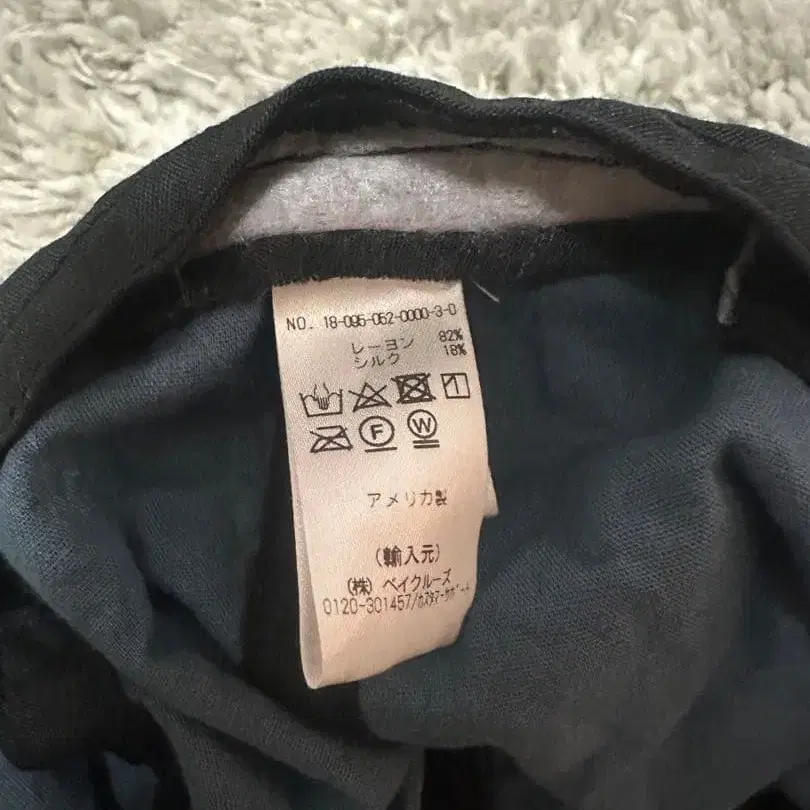 NO. 18-095-052-0000-3-0
レーヨン 82%
シルク 18%
F W
アメリカ製
(輸入元)
(株) ベイクルーズ
0120-301457/カスタマーサポート